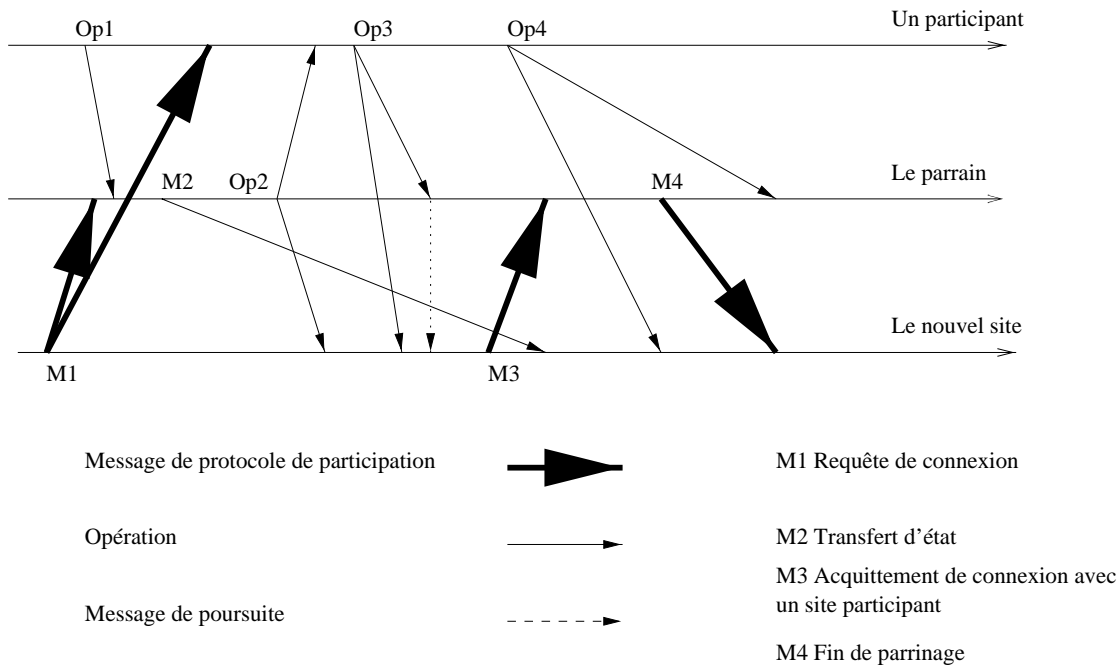 Op1
Op3
Op4
Un participant
M2
Op2
M4
Le parrain
Le nouvel site
M1
M3
Message de protocole de participation
M1 Requête de connexion
Opération
M2 Transfert d'état
M3 Acquittement de connexion avec
un site participant
Message de poursuite
M4 Fin de parrinage